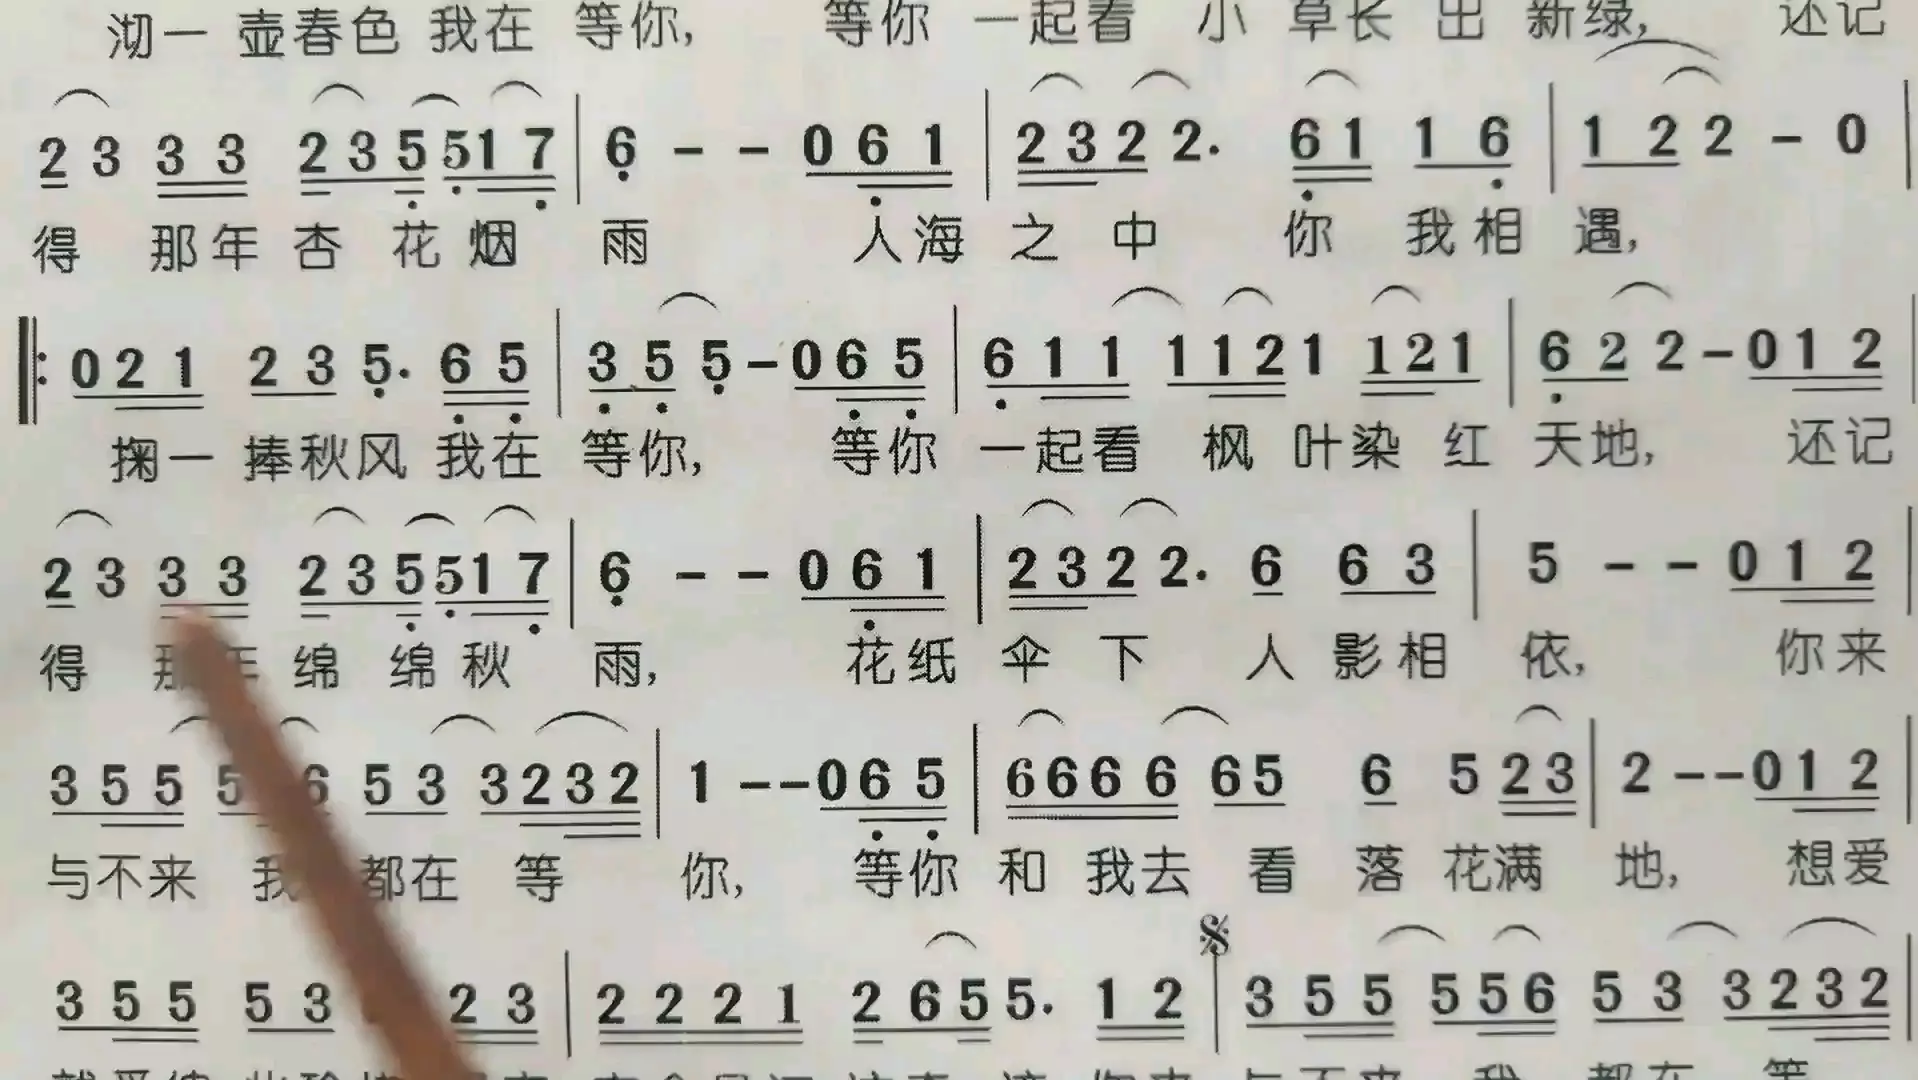 沏一 壶春色 我在 等你, 等你 一起看 小 草长 出 新绿, 还记
2 3 3 3 2 3 5 5 1 7 | 6 - - 0 6 1 | 2 3 2 2. 6 1 1 6 | 1 2 2 - 0 |
得 那年 杏 花 烟 雨 人海 之 中 你 我相 遇,
‖: 0 2 1 2 3 5. 6 5 | 3 5 5 - 0 6 5 | 6 1 1 1 1 2 1 1 2 1 | 6 2 2 - 0 1 2 |
掬一 捧秋风 我在 等你, 等你 一起看 枫 叶染 红 天地, 还记
2 3 3 3 2 3 5 5 1 7 | 6 - - 0 6 1 | 2 3 2 2. 6 6 3 | 5 - - 0 1 2 |
得 那年 绵 绵 秋 雨, 花纸 伞 下 人 影相 依, 你来
3 5 5 5 6 5 3 3 2 3 2 | 1 - - 0 6 5 | 6 6 6 6 6 5 6 5 2 3 | 2 - - 0 1 2 |
与不来 我 都在 等 你, 等你 和 我去 看 落 花满 地, 想爱
3 5 5 5 3 2 3 | 2 2 2 1 2 6 5 5. 1 2 | 3 5 5 5 5 6 5 3 3 2 3 2 |
与不来 我 都在 等